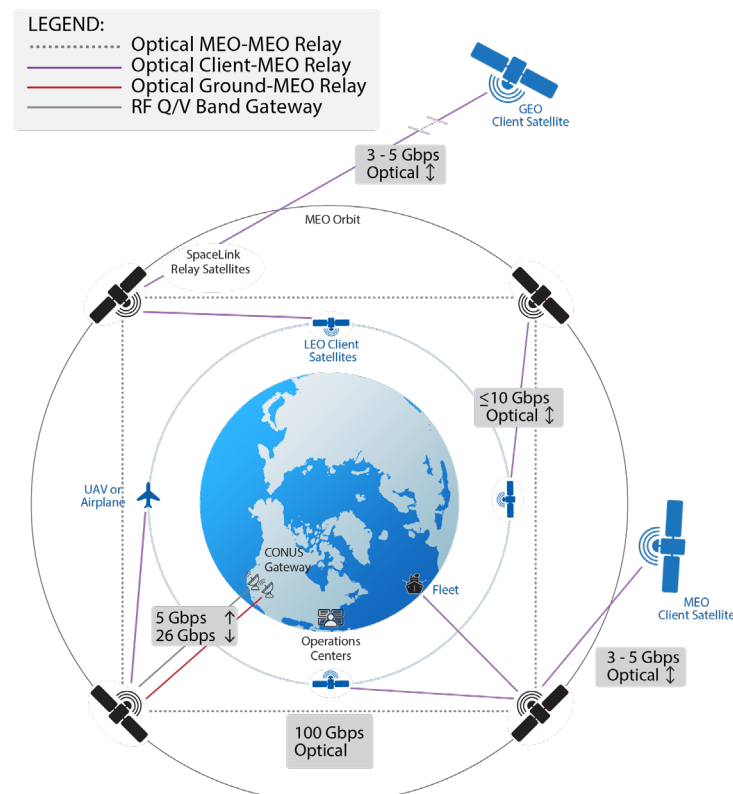 LEGEND:
Optical MEO-MEO Relay
Optical Client-MEO Relay
Optical Ground-MEO Relay
RF Q/V Band Gateway
GEO
Client Satellite
3 - 5 Gbps
Optical ↕
MEO Orbit
SpaceLink
Relay Satellites
LEO Client
Satellites
≤10 Gbps
Optical ↕
UAV or
Airplane
CONUS
Gateway
Fleet
MEO
Client Satellite
5 Gbps ↑
26 Gbps ↓
Operations
Centers
3 - 5 Gbps
Optical ↕
100 Gbps
Optical